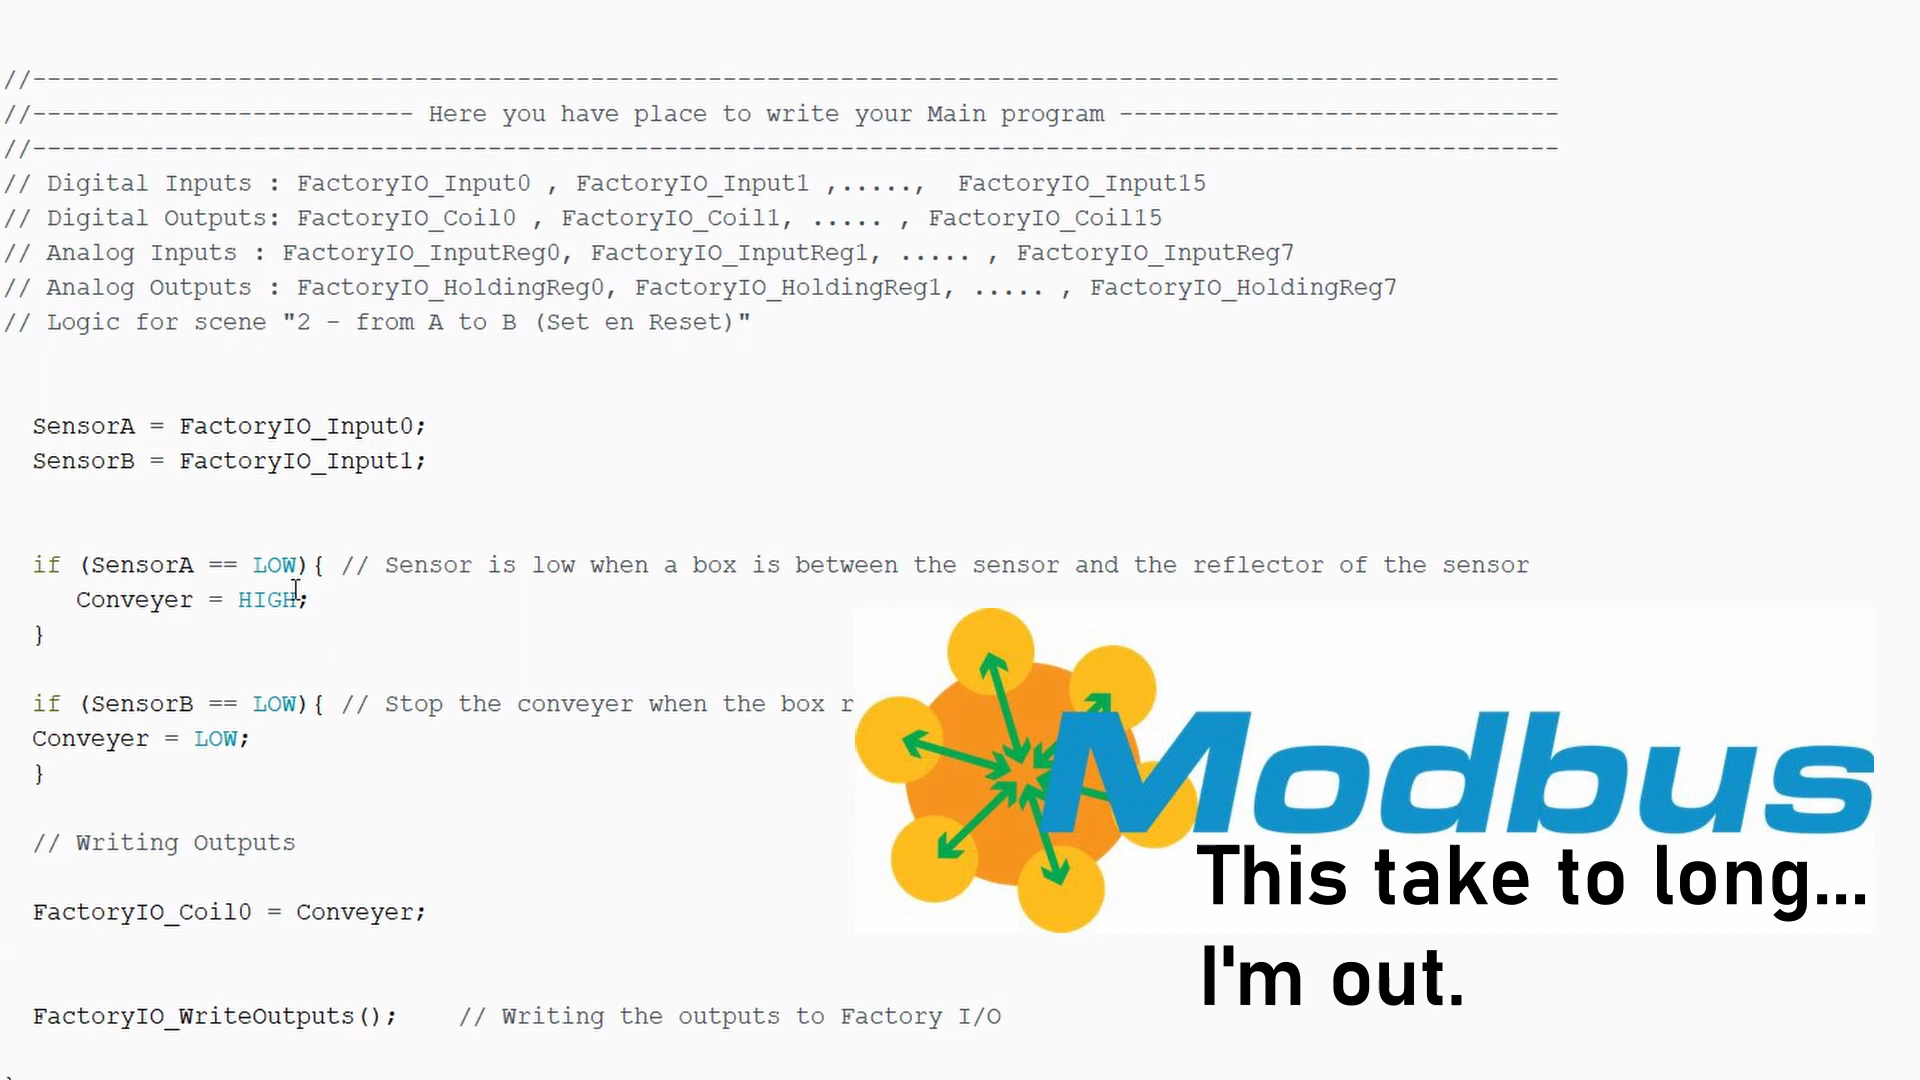 //--------------------------------------------------------------------------------------------------------
//-------------------------- Here you have place to write your Main program ------------------------------
//--------------------------------------------------------------------------------------------------------
// Digital Inputs : FactoryIO_Input0 , FactoryIO_Input1 ,....., FactoryIO_Input15
// Digital Outputs: FactoryIO_Coil0 , FactoryIO_Coil1, ..... , FactoryIO_Coil15
// Analog Inputs : FactoryIO_InputReg0, FactoryIO_InputReg1, ..... , FactoryIO_InputReg7
// Analog Outputs : FactoryIO_HoldingReg0, FactoryIO_HoldingReg1, ..... , FactoryIO_HoldingReg7
// Logic for scene "2 - from A to B (Set en Reset)"
SensorA = FactoryIO_Input0;
SensorB = FactoryIO_Input1;
if (SensorA == LOW){ // Sensor is low when a box is between the sensor and the reflector of the sensor
Conveyer = HIGH;
}
if (SensorB == LOW){ // Stop the conveyer when the box r
Conveyer = LOW;
}
// Writing Outputs
FactoryIO_Coil0 = Conveyer;
FactoryIO_WriteOutputs(); // Writing the outputs to Factory I/O
Modbus
This take to long...
I'm out.